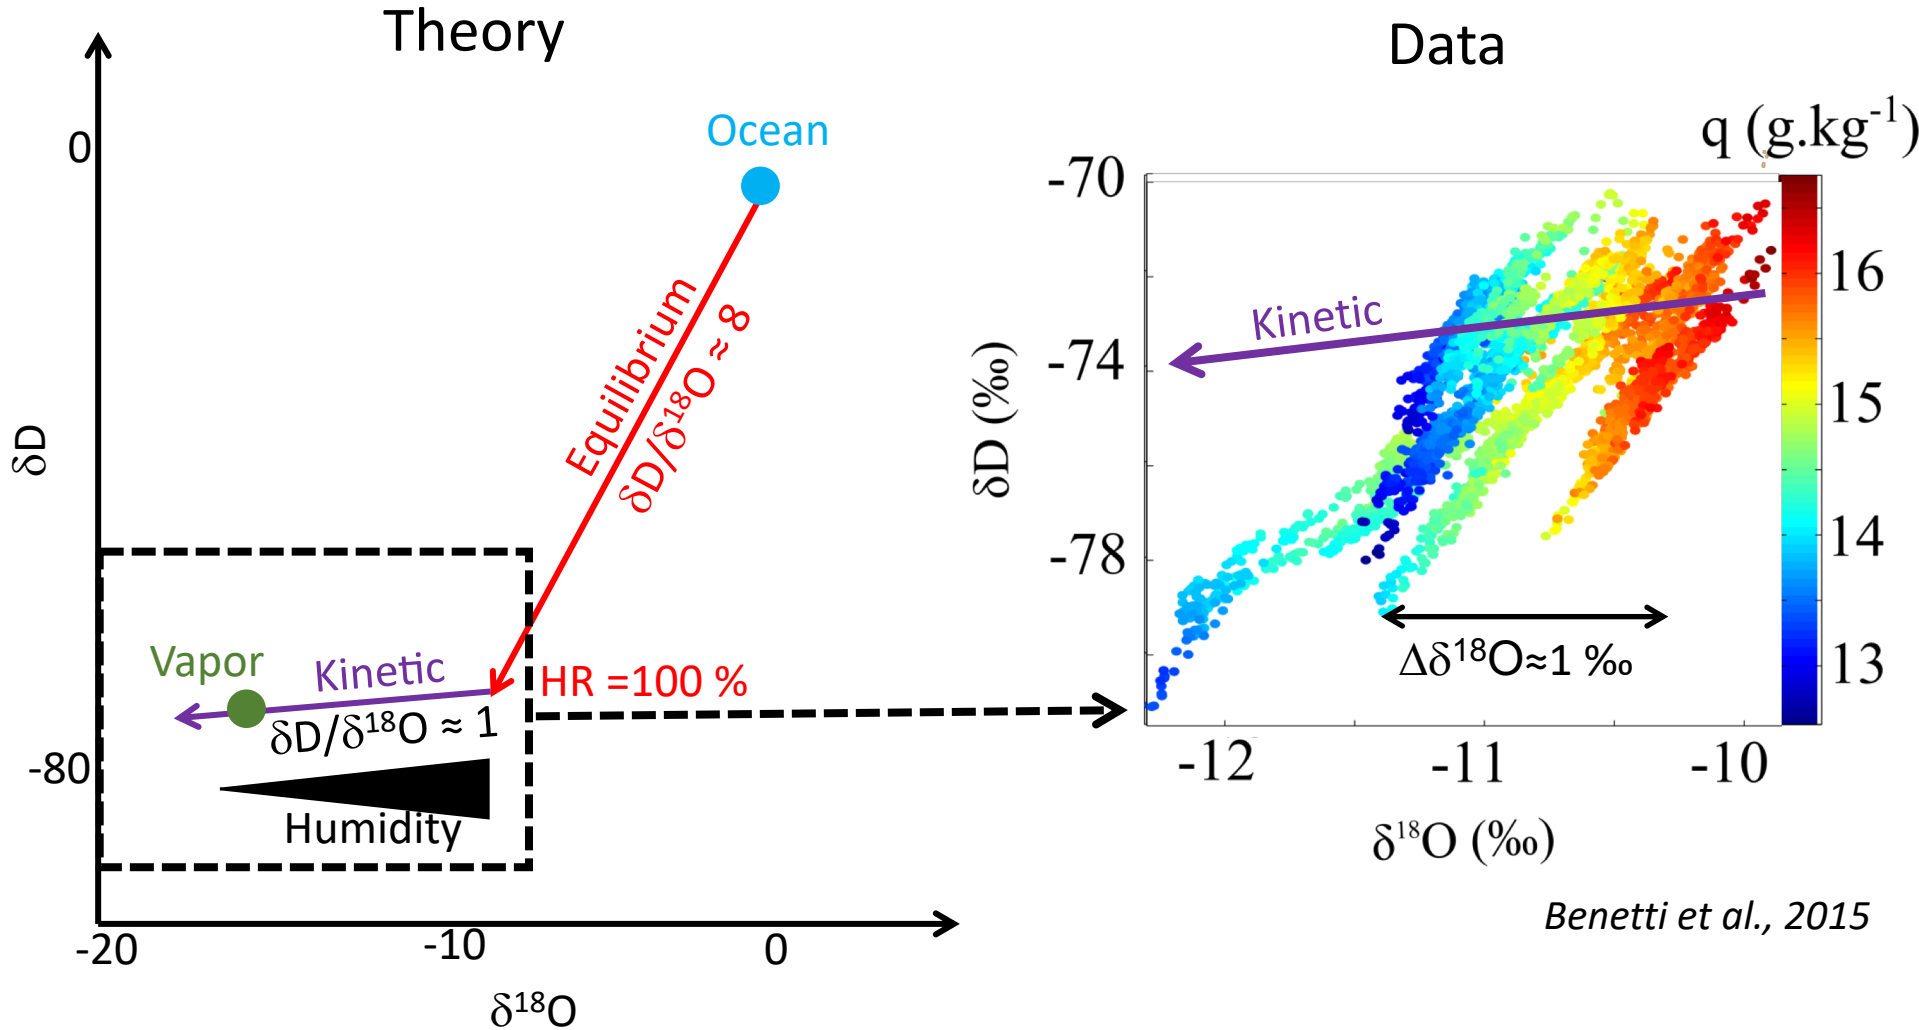 Theory
0
Ocean
Equilibrium
δD/δ¹⁸O ≈ 8
δD
Vapor
Kinetic
HR =100 %
δD/δ¹⁸O ≈ 1
-80
Humidity
-20
-10
0
δ¹⁸O
Data
q (g.kg⁻¹)
-70
-74
-78
δD (‰)
Kinetic
16
15
14
13
Δδ¹⁸O≈1 ‰
-12
-11
-10
δ¹⁸O (‰)
Benetti et al., 2015